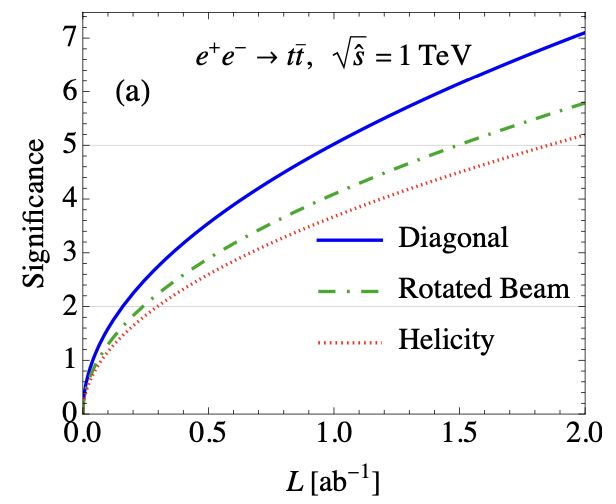 e⁺e⁻ → tt̄, √ŝ = 1 TeV
(a)
Significance
7
6
5
4
3
2
1
0
Diagonal
Rotated Beam
Helicity
0.0 0.5 1.0 1.5 2.0
L [ab⁻¹]